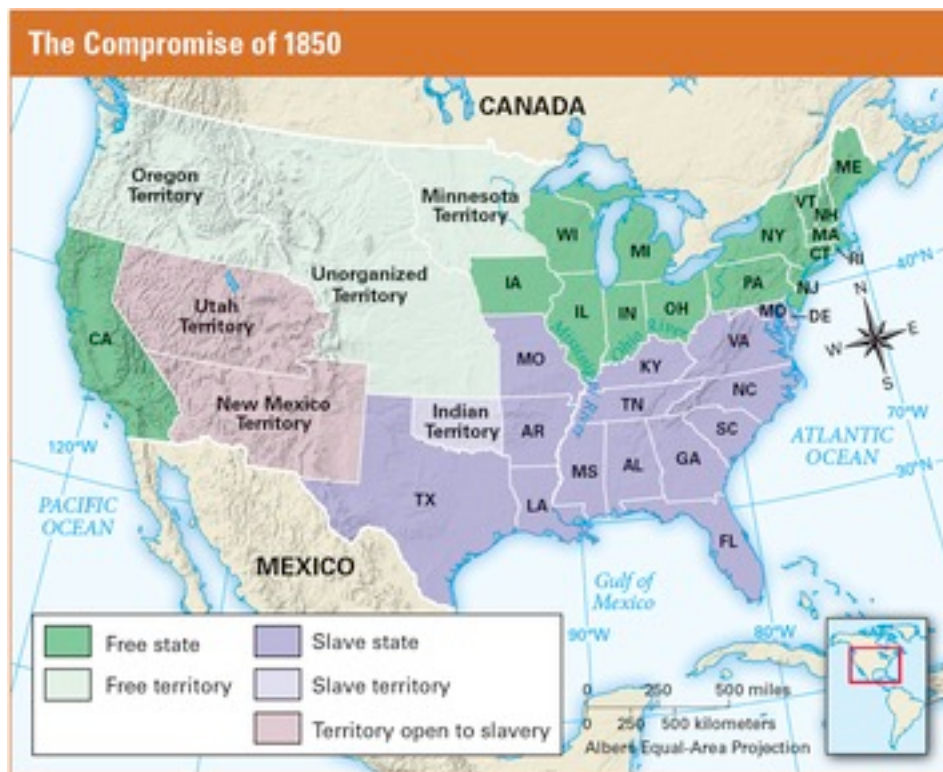 The Compromise of 1850
CANADA
Oregon
Territory
Minnesota
Territory
ME
VT
NH
MA
CT
RI
NY
WI
MI
40°N
Unorganized
Territory
IA
PA
NJ
Utah
Territory
IL
IN
OH
MD
DE
N
E
W
S
CA
Mississippi River
Ohio River
MO
KY
VA
New Mexico
Territory
Indian
Territory
TN
NC
AR
SC
70°W
120°W
ATLANTIC
OCEAN
MS
AL
GA
30°N
PACIFIC
OCEAN
TX
LA
FL
MEXICO
Gulf of
Mexico
90°W
80°W
Free state
Slave state
Free territory
Slave territory
Territory open to slavery
0 250 500 miles
0 250 500 kilometers
Albers Equal-Area Projection